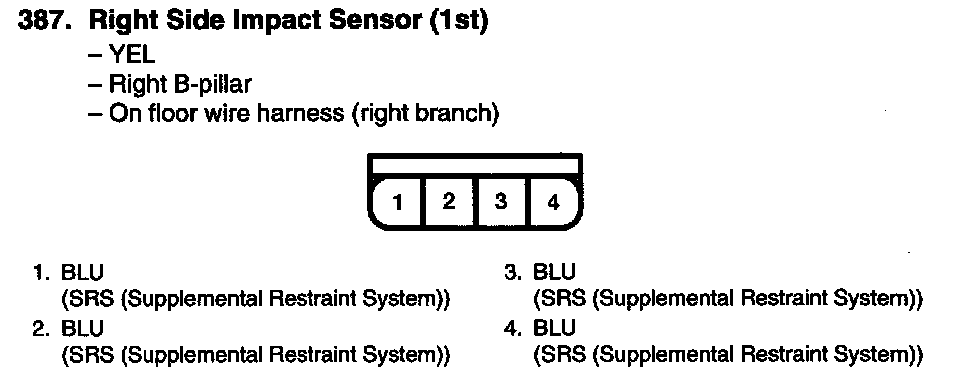 387. Right Side Impact Sensor (1st)
– YEL
– Right B-pillar
– On floor wire harness (right branch)
1 2 3 4
1. BLU
(SRS (Supplemental Restraint System))
2. BLU
(SRS (Supplemental Restraint System))
3. BLU
(SRS (Supplemental Restraint System))
4. BLU
(SRS (Supplemental Restraint System))